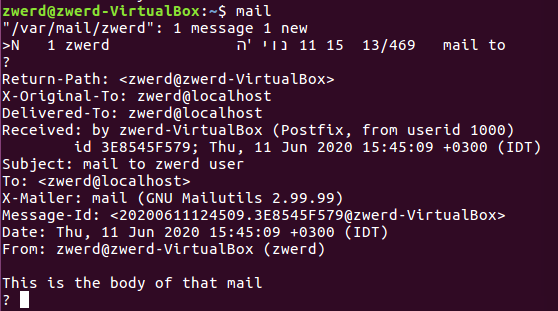 zwerd@zwerd-VirtualBox:~$ mail
"/var/mail/zwerd": 1 message 1 new
>N   1 zwerd 11 15  13/469   mail to
?
Return-Path: <zwerd@zwerd-VirtualBox>
X-Original-To: zwerd@localhost
Delivered-To: zwerd@localhost
Received: by zwerd-VirtualBox (Postfix, from userid 1000)
        id 3E8545F579; Thu, 11 Jun 2020 15:45:09 +0300 (IDT)
Subject: mail to zwerd user
To: <zwerd@localhost>
X-Mailer: mail (GNU Mailutils 2.99.99)
Message-Id: <20200611124509.3E8545F579@zwerd-VirtualBox>
Date: Thu, 11 Jun 2020 15:45:09 +0300 (IDT)
From: zwerd@zwerd-VirtualBox (zwerd)

This is the body of that mail
?